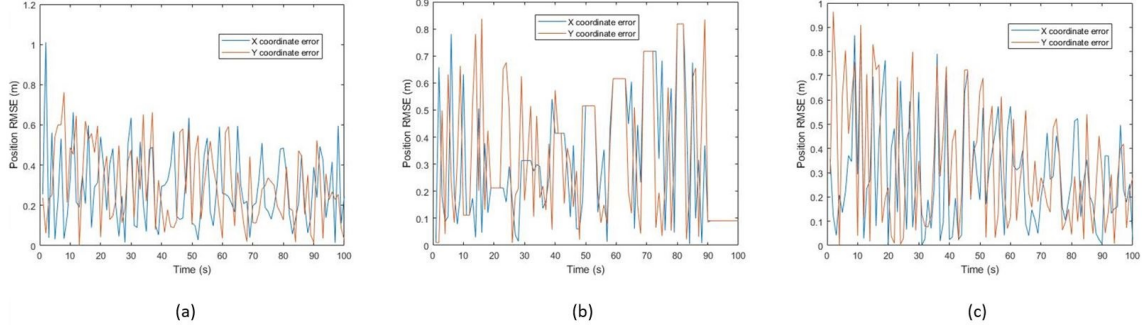 1.2
1
0.8
0.6
0.4
0.2
0
Position RMSE (m)
X coordinate error
Y coordinate error
0 10 20 30 40 50 60 70 80 90 100
Time (s)
(a)
0.9
0.8
0.7
0.6
0.5
0.4
0.3
0.2
0.1
0
Position RMSE (m)
X coordinate error
Y coordinate error
0 10 20 30 40 50 60 70 80 90 100
Time (s)
(b)
1
0.9
0.8
0.7
0.6
0.5
0.4
0.3
0.2
0.1
0
Position RMSE (m)
X coordinate error
Y coordinate error
0 10 20 30 40 50 60 70 80 90 100
Time (s)
(c)